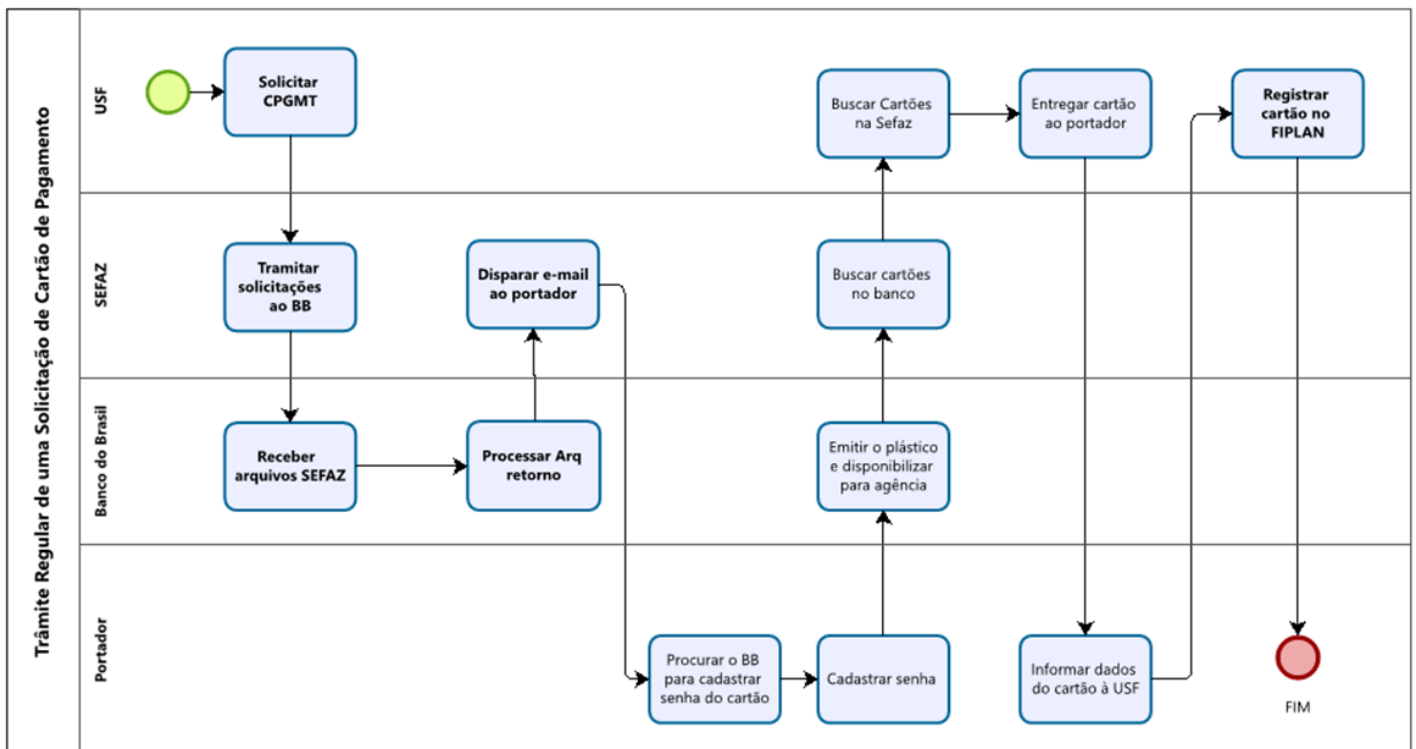 Trâmite Regular de uma Solicitação de Cartão de Pagamento
USF
Solicitar
CPGMT
Buscar Cartões
na Sefaz
Entregar cartão
ao portador
Registrar
cartão no
FIPLAN
SEFAZ
Tramitar
solicitações
ao BB
Disparar e-mail
ao portador
Buscar cartões
no banco
Banco do Brasil
Receber
arquivos SEFAZ
Processar Arq
retorno
Emitir o plástico
e disponibilizar
para agência
Portador
Procurar o BB
para cadastrar
senha do cartão
Cadastrar senha
Informar dados
do cartão à USF
FIM